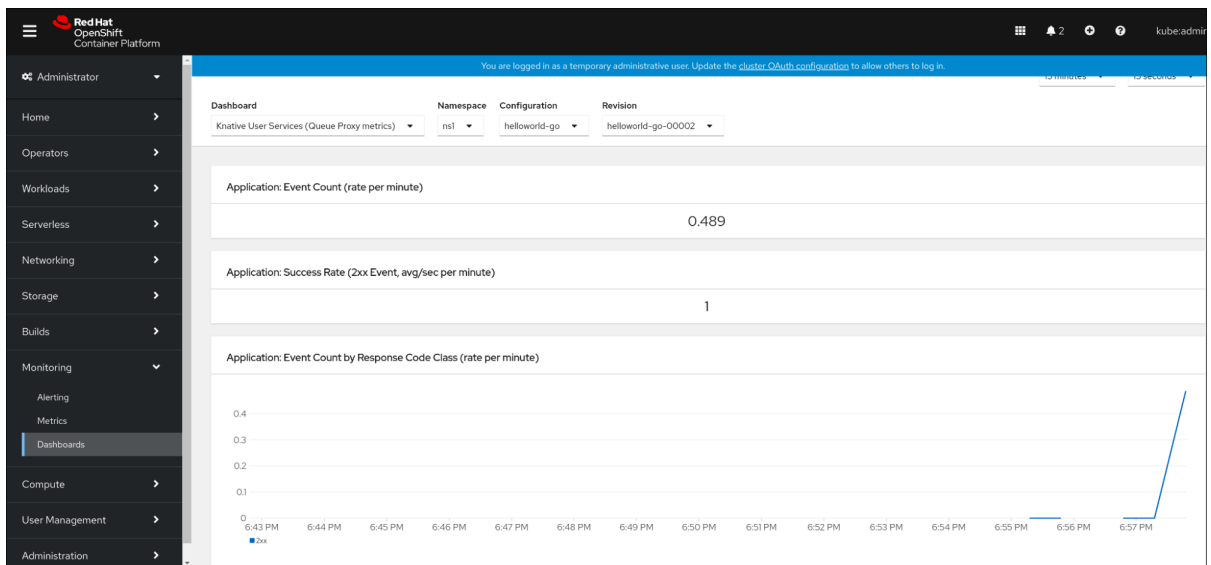 Red Hat
OpenShift
Container Platform
2
kube:admin
Administrator
You are logged in as a temporary administrative user. Update the cluster OAuth configuration to allow others to log in.
15 minutes
15 seconds
Home
Operators
Workloads
Serverless
Networking
Storage
Builds
Monitoring
Alerting
Metrics
Dashboards
Compute
User Management
Administration
Dashboard
Namespace
Configuration
Revision
Knative User Services (Queue Proxy metrics)
ns1
helloworld-go
helloworld-go-00002
Application: Event Count (rate per minute)
0.489
Application: Success Rate (2xx Event, avg/sec per minute)
1
Application: Event Count by Response Code Class (rate per minute)
0.4
0.3
0.2
0.1
0
6:43 PM 6:44 PM 6:45 PM 6:46 PM 6:47 PM 6:48 PM 6:49 PM 6:50 PM 6:51 PM 6:52 PM 6:53 PM 6:54 PM 6:55 PM 6:56 PM 6:57 PM
2xx